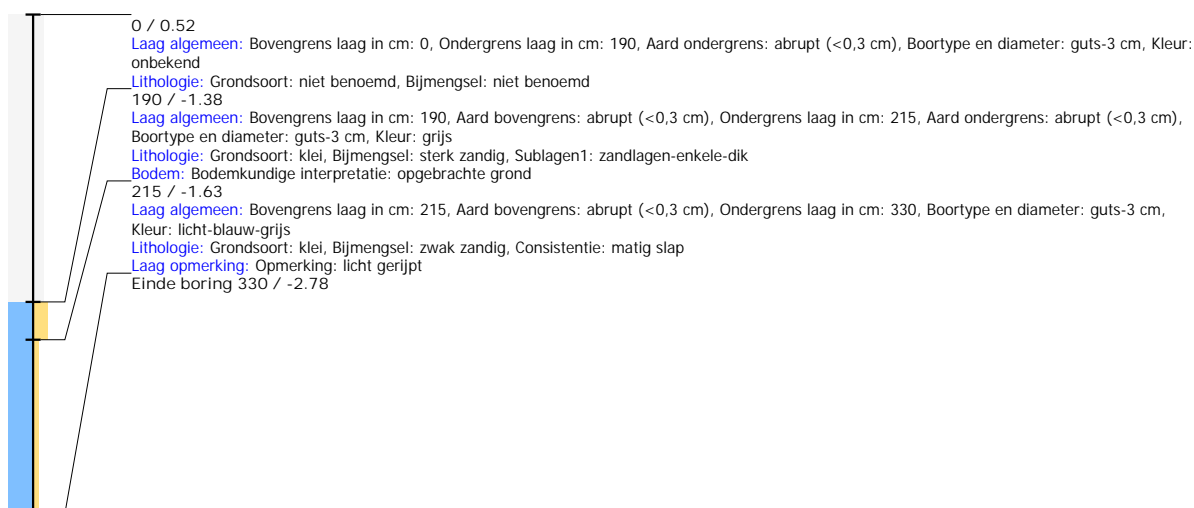 0 / 0.52
Laag algemeen: Bovengrens laag in cm: 0, Ondergrens laag in cm: 190, Aard ondergrens: abrupt (<0,3 cm), Boortype en diameter: guts-3 cm, Kleur:
onbekend
Lithologie: Grondsoort: niet benoemd, Bijmengsel: niet benoemd
190 / -1.38
Laag algemeen: Bovengrens laag in cm: 190, Aard bovengrens: abrupt (<0,3 cm), Ondergrens laag in cm: 215, Aard ondergrens: abrupt (<0,3 cm),
Boortype en diameter: guts-3 cm, Kleur: grijs
Lithologie: Grondsoort: klei, Bijmengsel: sterk zandig, Sublagen1: zandlagen-enkele-dik
Bodem: Bodemkundige interpretatie: opgebrachte grond
215 / -1.63
Laag algemeen: Bovengrens laag in cm: 215, Aard bovengrens: abrupt (<0,3 cm), Ondergrens laag in cm: 330, Boortype en diameter: guts-3 cm,
Kleur: licht-blauw-grijs
Lithologie: Grondsoort: klei, Bijmengsel: zwak zandig, Consistentie: matig slap
Laag opmerking: Opmerking: licht gerijpt
Einde boring 330 / -2.78